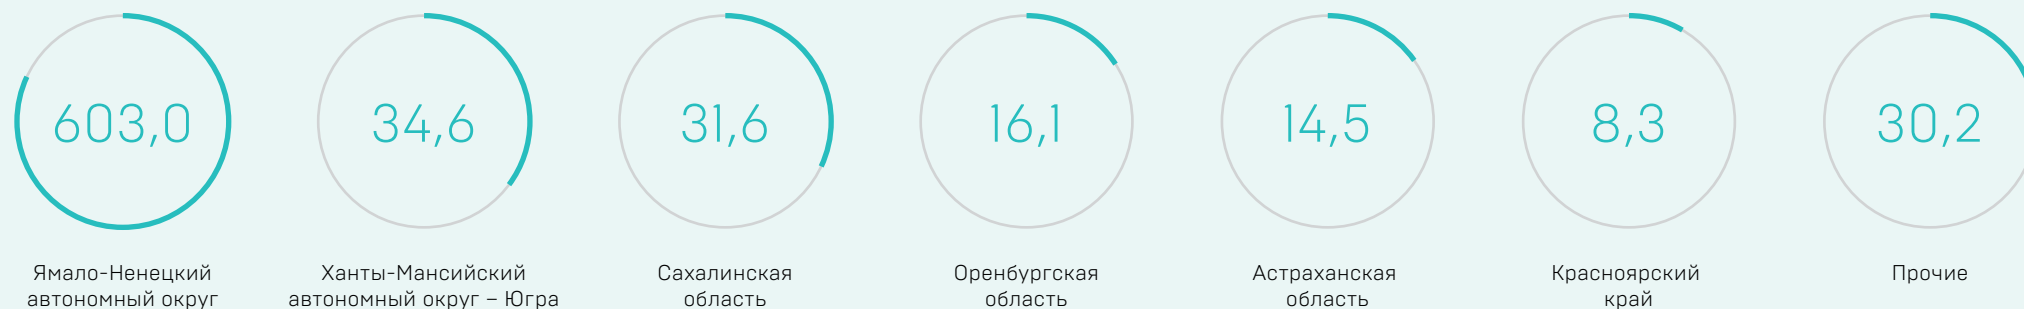 603,0
34,6
31,6
16,1
14,5
8,3
30,2
Ямало-Ненецкий
автономный округ
Ханты-Мансийский
автономный округ – Югра
Сахалинская
область
Оренбургская
область
Астраханская
область
Красноярский
край
Прочие